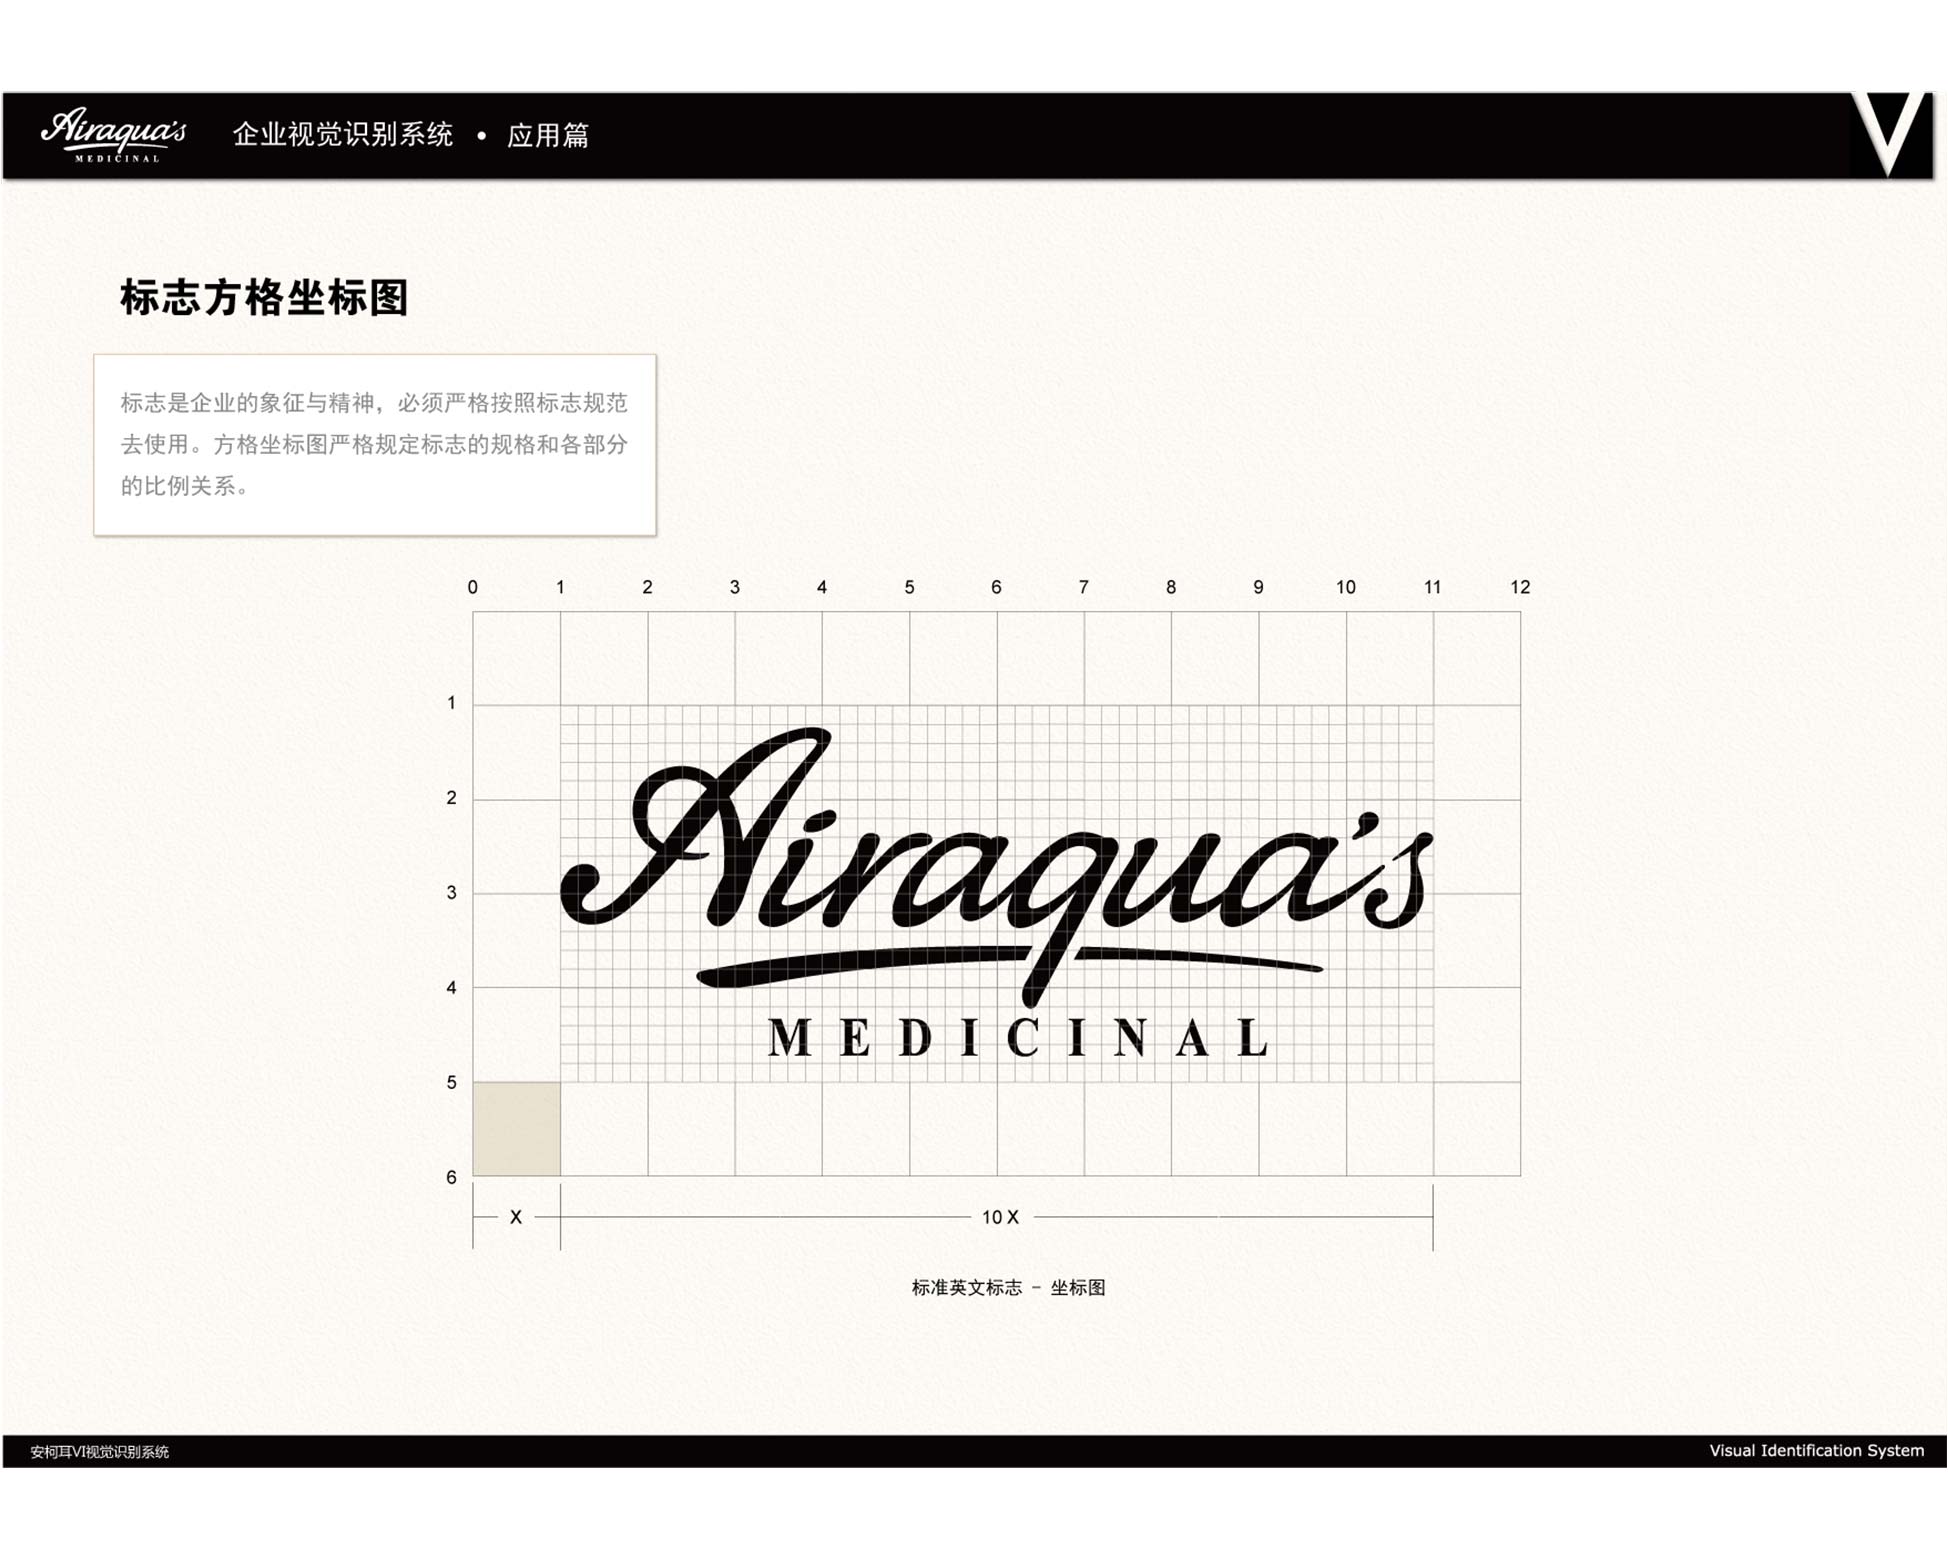 Airaqua's
MEDICINAL
企业视觉识别系统 • 应用篇
V
标志方格坐标图
标志是企业的象征与精神，必须严格按照标志规范
去使用。方格坐标图严格规定标志的规格和各部分
的比例关系。
0 1 2 3 4 5 6 7 8 9 10 11 12
1
2
3
4
5
6
Airaqua's
MEDICINAL
X
10 X
标准英文标志 - 坐标图
安柯耳VI视觉识别系统
Visual Identification System